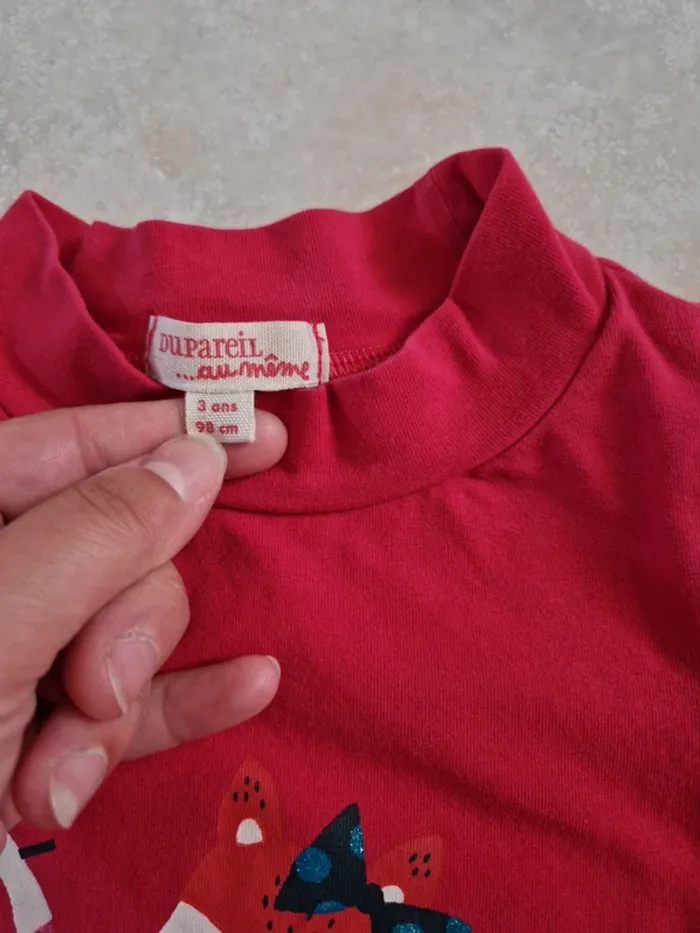 DUPAREIL
...au même
3 ans
98 cm